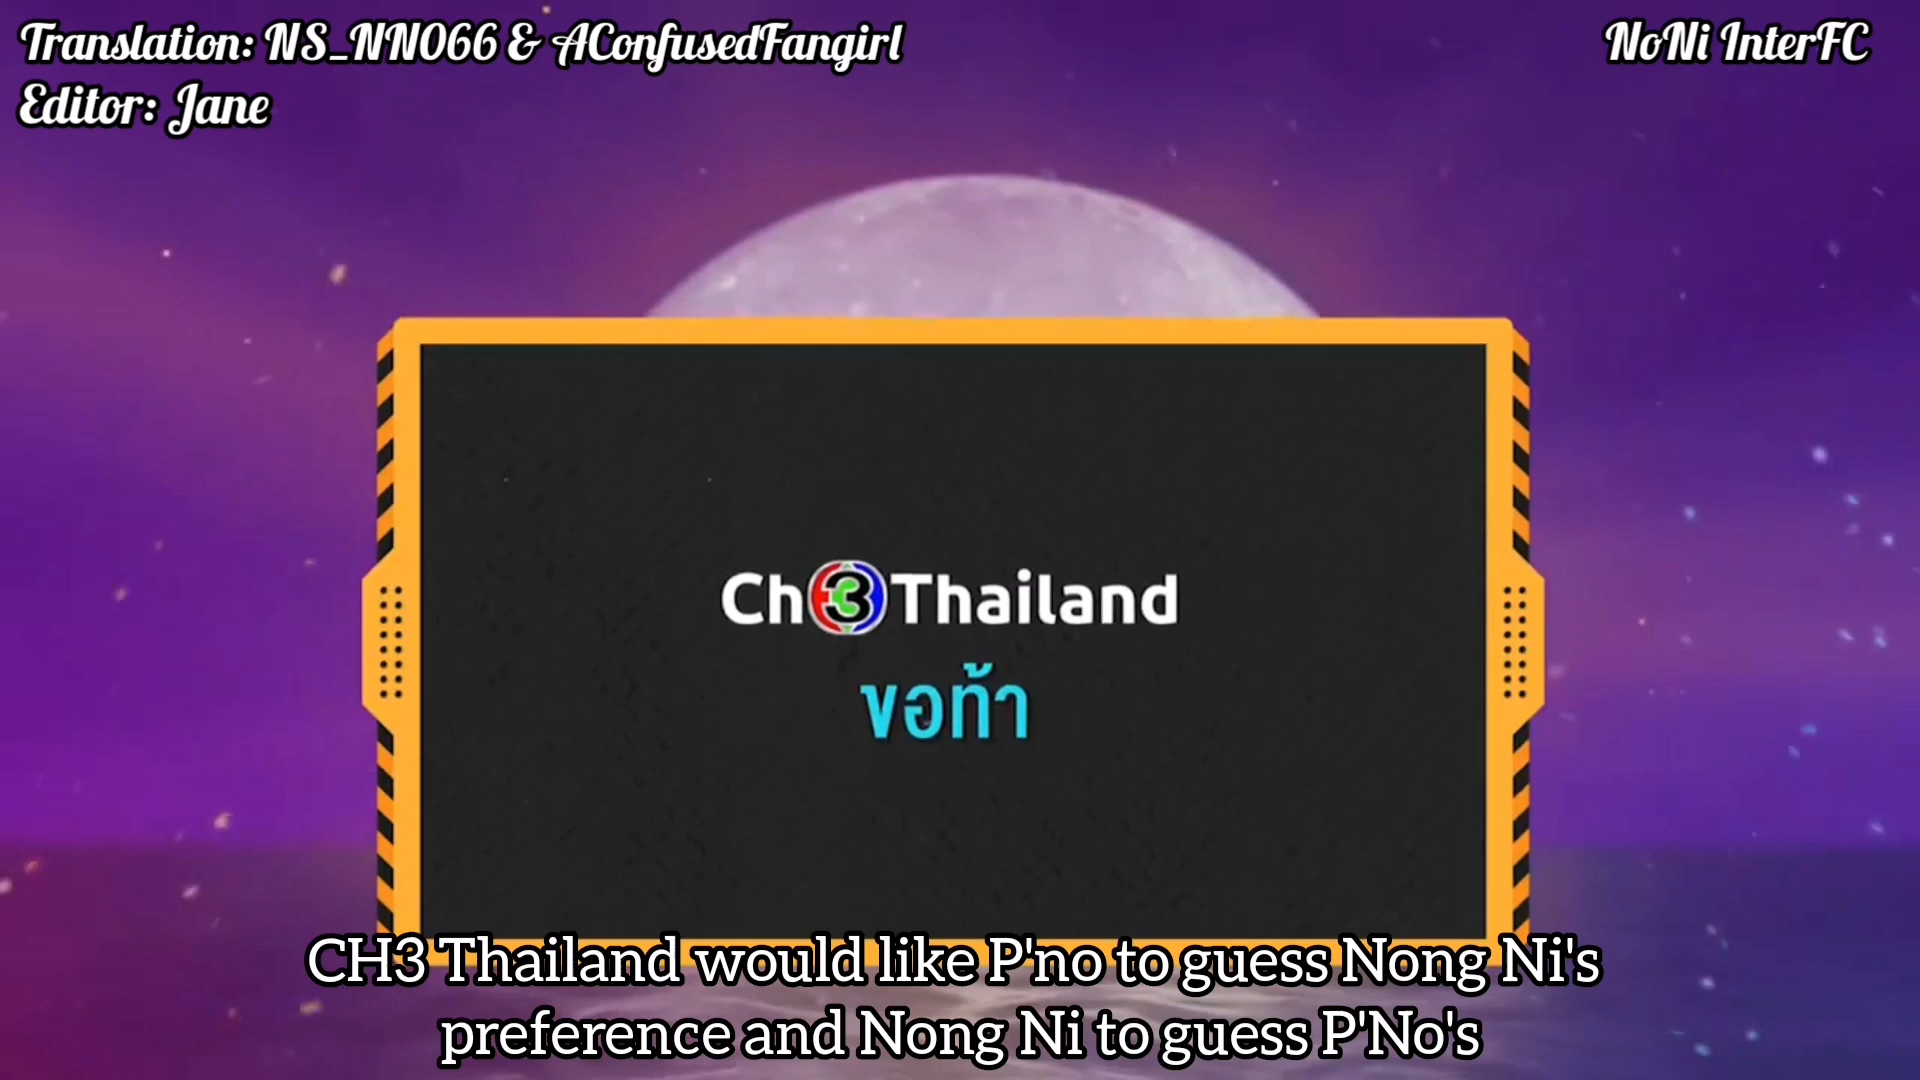 Translation: NS_NN066 & AConfusedFangirl
NoNi InterFC
Editor: Jane
Ch3Thailand
ขอท้า
CH3 Thailand would like P'no to guess Nong Ni's
preference and Nong Ni to guess P'No's